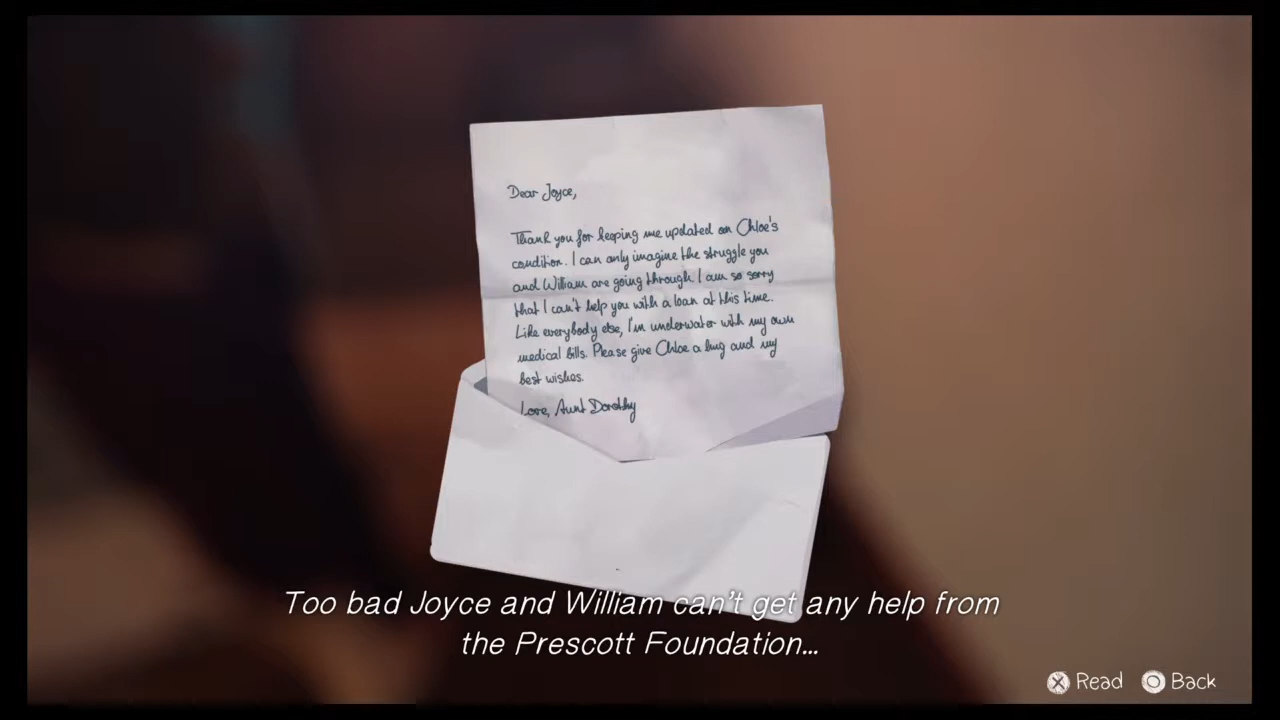 Dear Joyce,
Thank you for keeping me updated on Chloe's
condition. I can only imagine the struggle you
and William are going through. I am so sorry
that I can't help you with a loan at this time.
Like everybody else, I'm underwater with my own
medical bills. Please give Chloe a hug and my
best wishes.
Love, Aunt Dorothy
Too bad Joyce and William can't get any help from
the Prescott Foundation...
Read Back